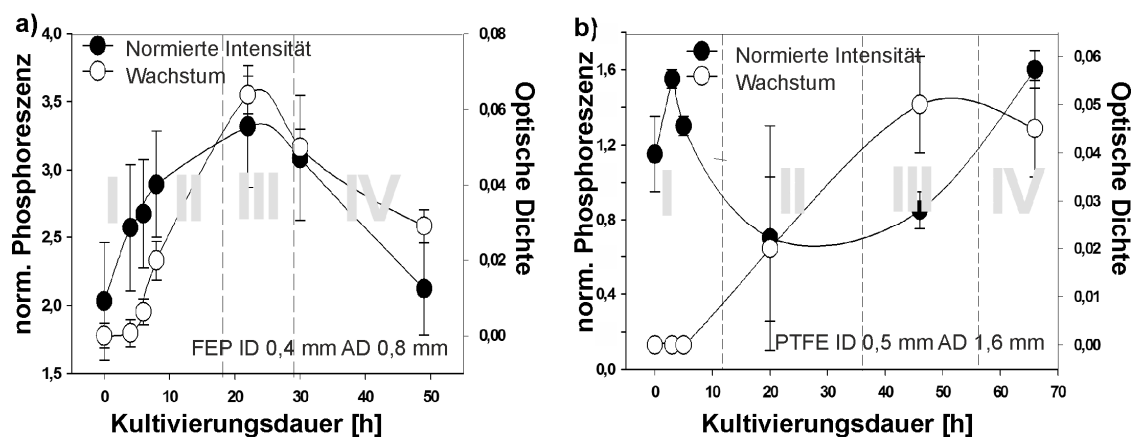 a)
4,0
3,5
3,0
2,5
2,0
1,5
norm. Phosphoreszenz
Normierte Intensität
Wachstum
I II III IV
FEP ID 0,4 mm AD 0,8 mm
0,08
0,06
0,04
0,02
0,00
Optische Dichte
0 10 20 30 40 50
Kultivierungsdauer [h]
b)
1,6
1,2
0,8
0,4
0,0
norm. Phosphoreszenz
Normierte Intensität
Wachstum
I II III IV
PTFE ID 0,5 mm AD 1,6 mm
0,06
0,05
0,04
0,03
0,02
0,01
0,00
Optische Dichte
0 10 20 30 40 50 60 70
Kultivierungsdauer [h]